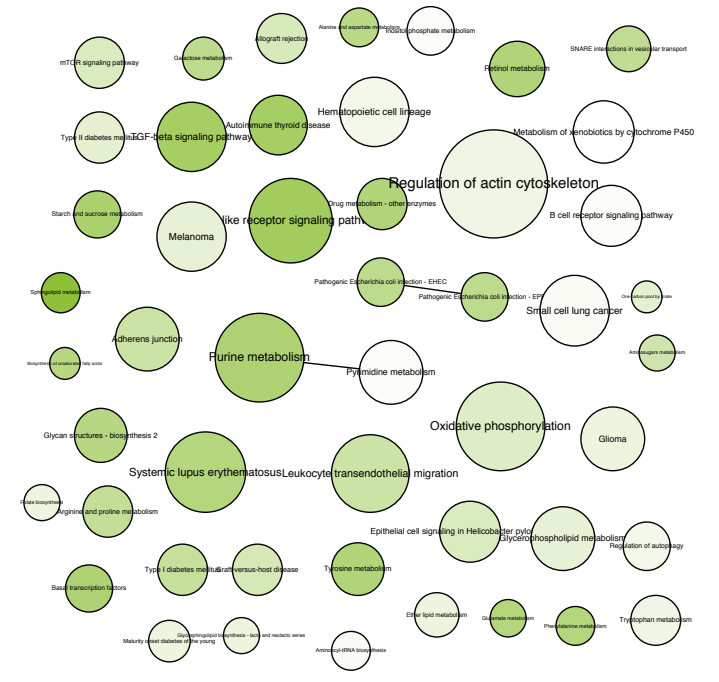 Alanine and aspartate metabolism
Inositol phosphate metabolism
Allograft rejection
SNARE interactions in vesicular transport
mTOR signaling pathway
Galactose metabolism
Retinol metabolism
Hematopoietic cell lineage
Autoimmune thyroid disease
Metabolism of xenobiotics by cytochrome P450
Type II diabetes mellitus
TGF-beta signaling pathway
Regulation of actin cytoskeleton
Drug metabolism - other enzymes
Starch and sucrose metabolism
like receptor signaling path
B cell receptor signaling pathway
Melanoma
Pathogenic Escherichia coli infection - EHEC
Sphingolipid metabolism
Pathogenic Escherichia coli infection - EP
One carbon pool by folate
Small cell lung cancer
Adherens junction
Aminosugars metabolism
Purine metabolism
Biosynthesis of unsaturated fatty acids
Pyrimidine metabolism
Oxidative phosphorylation
Glycan structures - biosynthesis 2
Glioma
Systemic lupus erythematosus
Leukocyte transendothelial migration
Folate biosynthesis
Arginine and proline metabolism
Epithelial cell signaling in Helicobacter pylo
Glycerophospholipid metabolism
Regulation of autophagy
Type I diabetes mellitus
Graft-versus-host disease
Tyrosine metabolism
Basal transcription factors
Ether lipid metabolism
Glutamate metabolism
Phenylalanine metabolism
Tryptophan metabolism
Glycosphingolipid biosynthesis - lacto and neolacto series
Maturity onset diabetes of the young
Aminoacyl-tRNA biosynthesis